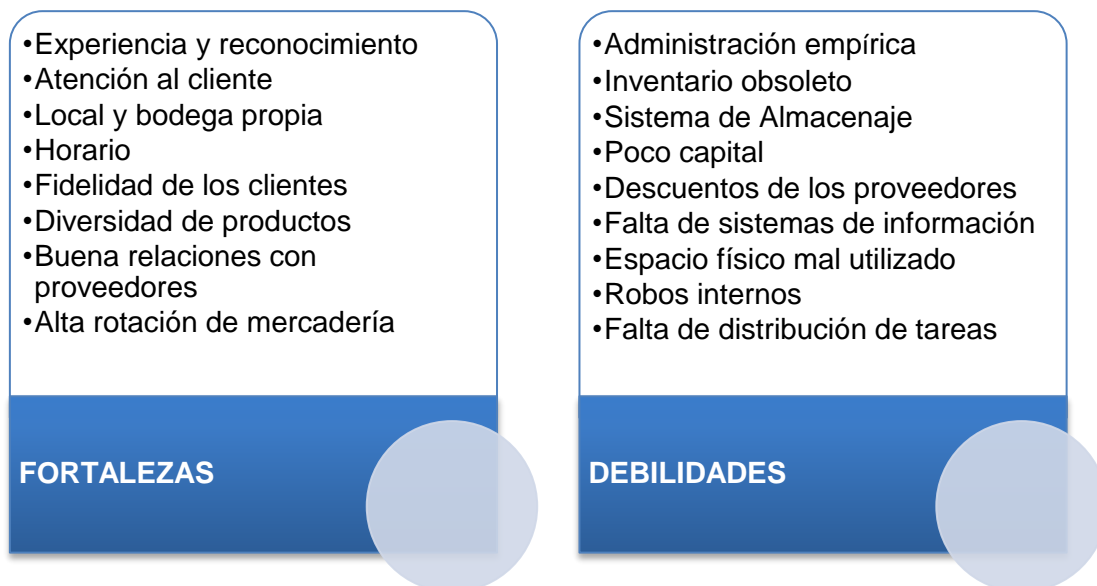 •Experiencia y reconocimiento
•Atención al cliente
•Local y bodega propia
•Horario
•Fidelidad de los clientes
•Diversidad de productos
•Buena relaciones con
proveedores
•Alta rotación de mercadería
FORTALEZAS
•Administración empírica
•Inventario obsoleto
•Sistema de Almacenaje
•Poco capital
•Descuentos de los proveedores
•Falta de sistemas de información
•Espacio físico mal utilizado
•Robos internos
•Falta de distribución de tareas
DEBILIDADES